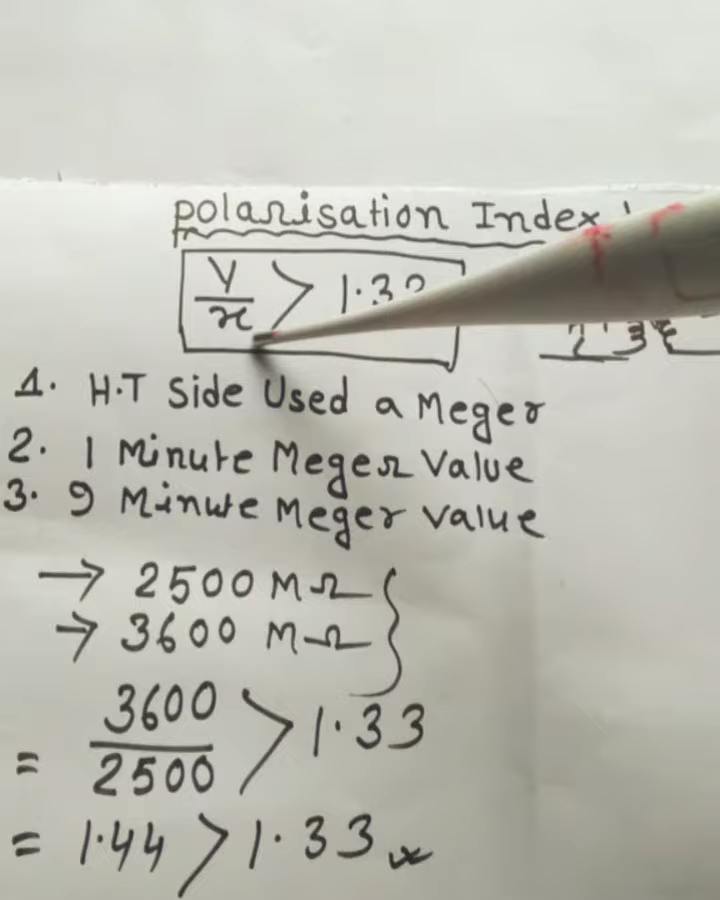 polarisation Index
y/x > 1.3
1. H.T Side Used a Meger
2. 1 Minute Meger Value
3. 9 Minute Meger Value
→ 2500 MΩ
→ 3600 MΩ
= 3600/2500 > 1.33
= 1.44 > 1.33